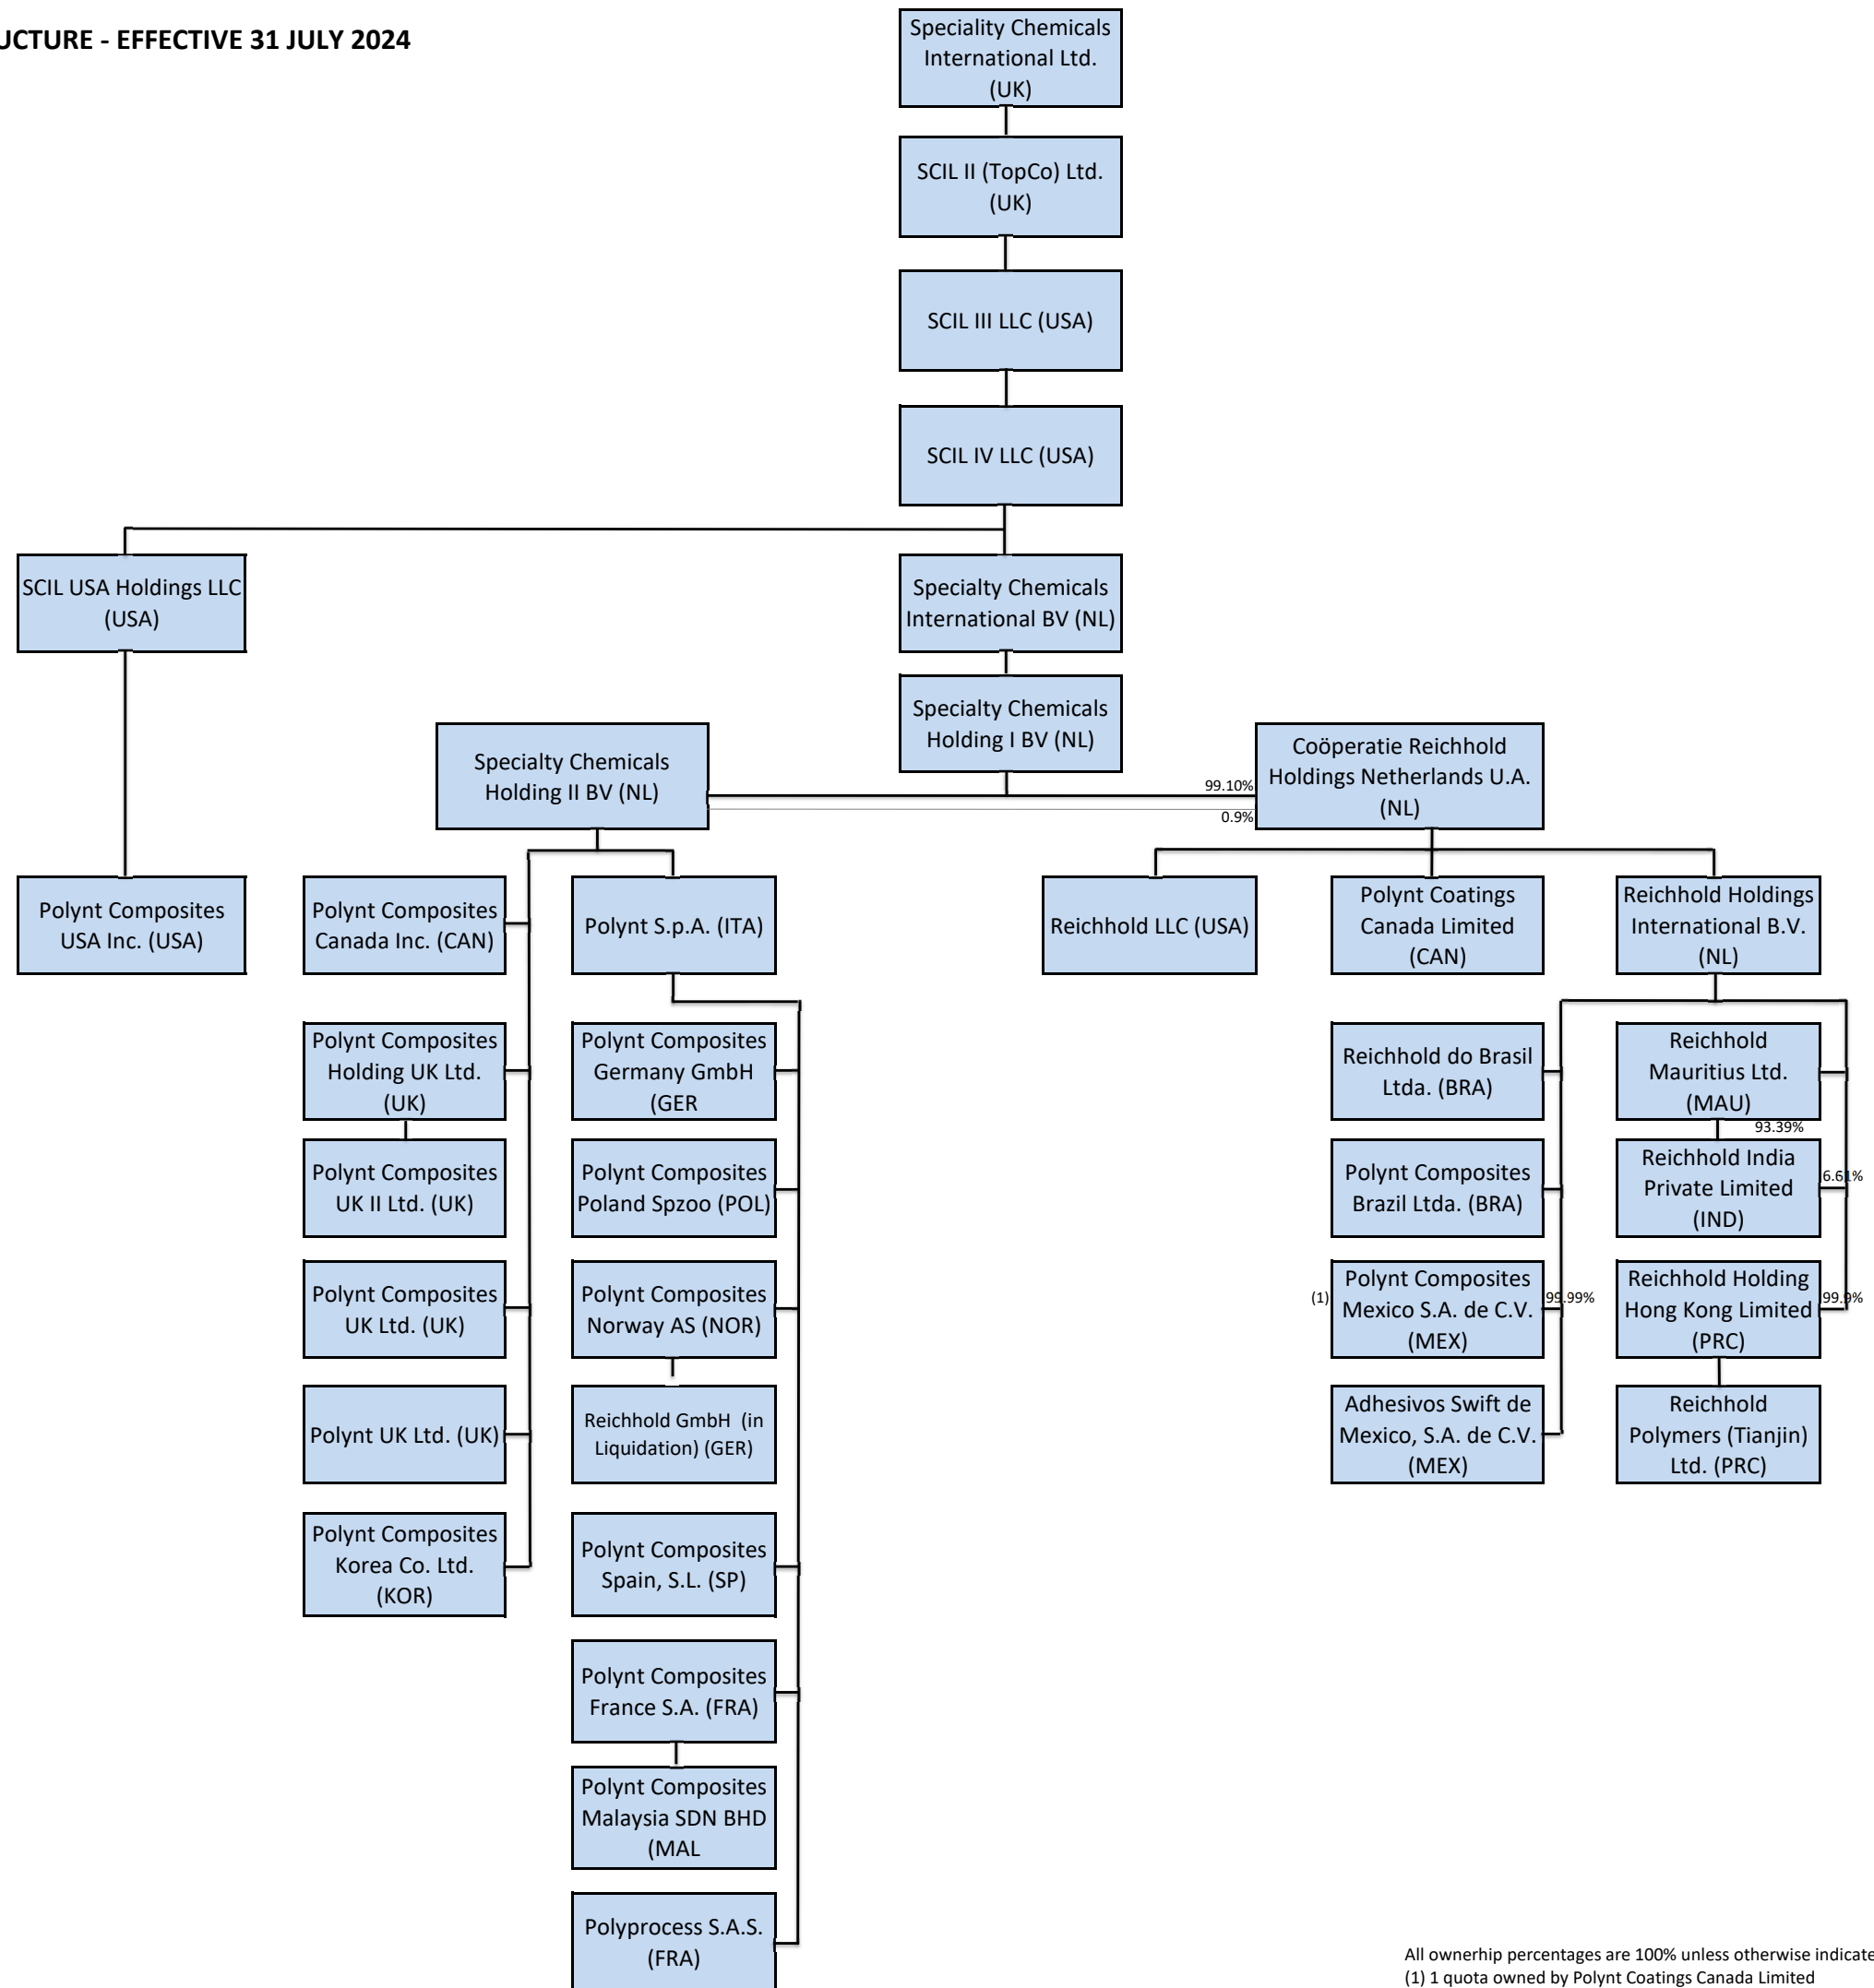 UCTURE - EFFECTIVE 31 JULY 2024
Speciality Chemicals
International Ltd.
(UK)
SCIL II (TopCo) Ltd.
(UK)
SCIL III LLC (USA)
SCIL IV LLC (USA)
SCIL USA Holdings LLC
(USA)
Specialty Chemicals
International BV (NL)
Specialty Chemicals
Holding I BV (NL)
Specialty Chemicals
Holding II BV (NL)
99.10%
0.9%
Coöperatie Reichhold
Holdings Netherlands U.A.
(NL)
Polynt Composites
USA Inc. (USA)
Polynt Composites
Canada Inc. (CAN)
Polynt S.p.A. (ITA)
Reichhold LLC (USA)
Polynt Coatings
Canada Limited
(CAN)
Reichhold Holdings
International B.V.
(NL)
Polynt Composites
Holding UK Ltd.
(UK)
Polynt Composites
Germany GmbH
(GER
Reichhold do Brasil
Ltda. (BRA)
Reichhold
Mauritius Ltd.
(MAU)
93.39%
Polynt Composites
UK II Ltd. (UK)
Polynt Composites
Poland Spzoo (POL)
Polynt Composites
Brazil Ltda. (BRA)
Reichhold India
Private Limited
(IND)
6.61%
Polynt Composites
UK Ltd. (UK)
Polynt Composites
Norway AS (NOR)
(1)
Polynt Composites
Mexico S.A. de C.V.
(MEX)
99.99%
Reichhold Holding
Hong Kong Limited
(PRC)
99.9%
Polynt UK Ltd. (UK)
Reichhold GmbH (in
Liquidation) (GER)
Adhesivos Swift de
Mexico, S.A. de C.V.
(MEX)
Reichhold
Polymers (Tianjin)
Ltd. (PRC)
Polynt Composites
Korea Co. Ltd.
(KOR)
Polynt Composites
Spain, S.L. (SP)
Polynt Composites
France S.A. (FRA)
Polynt Composites
Malaysia SDN BHD
(MAL
Polyprocess S.A.S.
(FRA)
All ownerhip percentages are 100% unless otherwise indicate
(1) 1 quota owned by Polynt Coatings Canada Limited